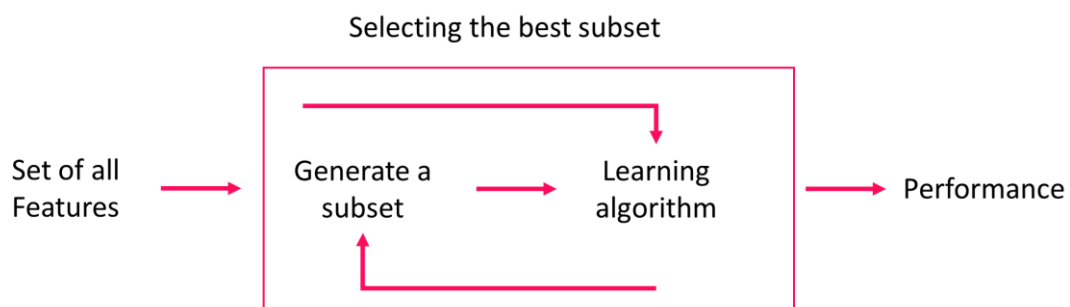 Selecting the best subset
Set of all
Features
Generate a
subset
Learning
algorithm
Performance